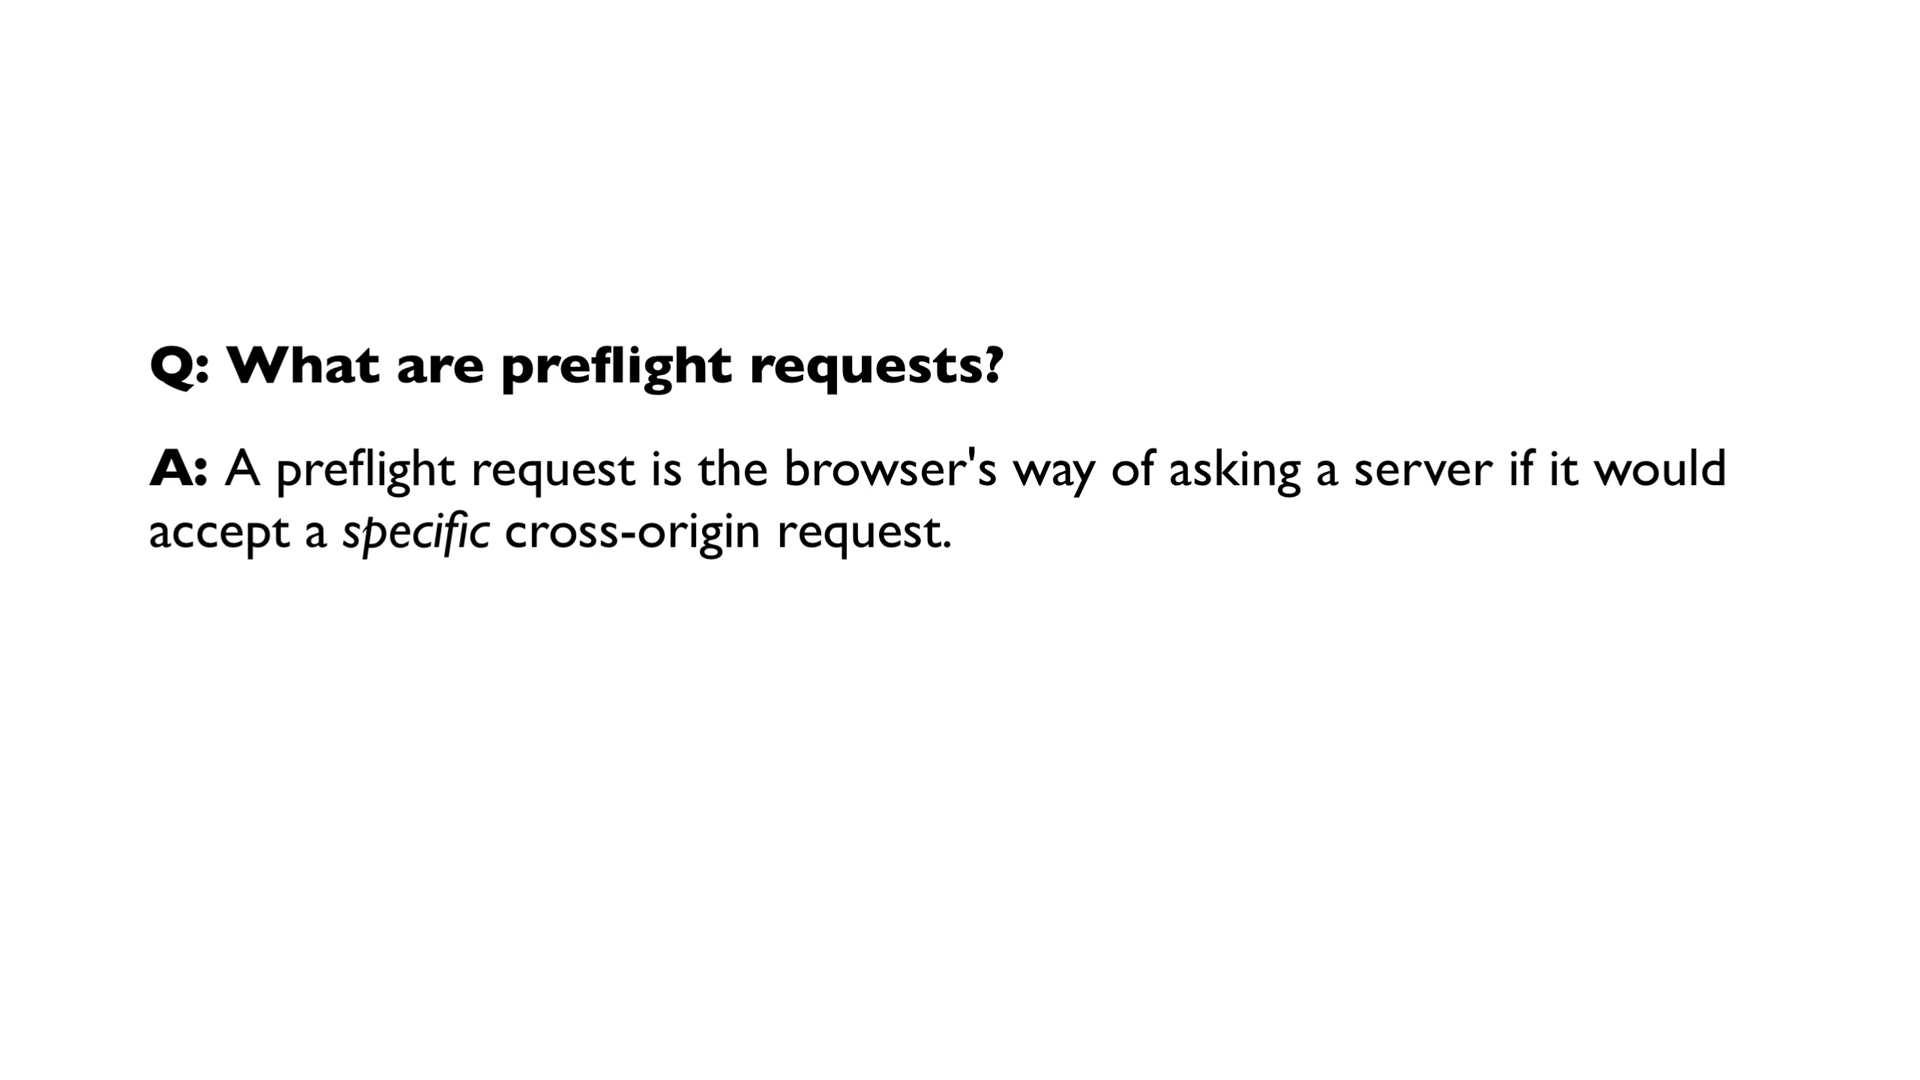 Q: What are preflight requests?
A: A preflight request is the browser's way of asking a server if it would
accept a specific cross-origin request.